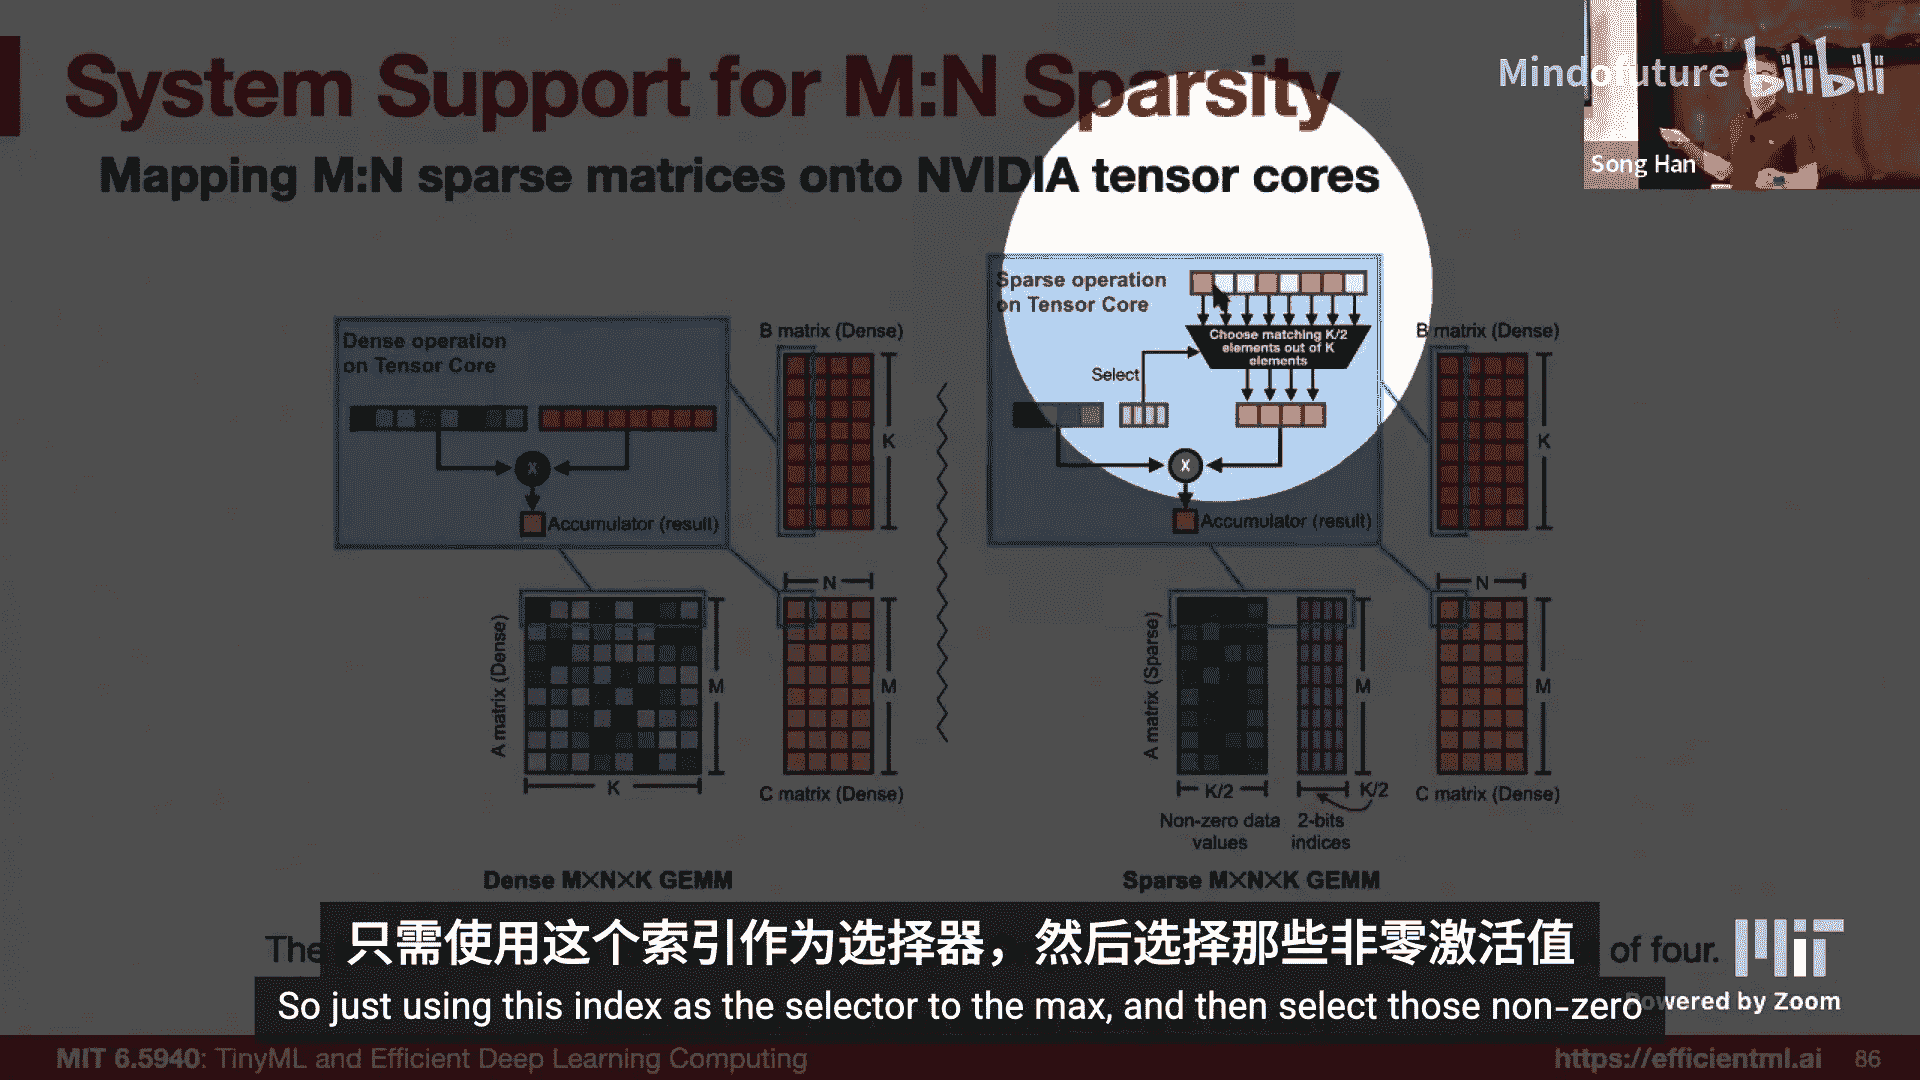 System Support for M:N Sparsity
Mapping M:N sparse matrices onto NVIDIA tensor cores
Mindofuture
bilibili
Song Han
Dense operation
on Tensor Core
B matrix (Dense)
K
X
Accumulator (result)
N
A matrix (Dense)
M
M
K
C matrix (Dense)
Dense M×N×K GEMM
Sparse operation
on Tensor Core
Choose matching K/2
elements out of K
elements
Select
B matrix (Dense)
K
X
Accumulator (result)
N
A matrix (Sparse)
M
M
K/2
K/2
Non-zero data
values
2-bits
indices
C matrix (Dense)
Sparse M×N×K GEMM
The
of four.
只需使用这个索引作为选择器，然后选择那些非零激活值
So just using this index as the selector to the max, and then select those non-zero
MIT
Powered by Zoom
MIT 6.5940: TinyML and Efficient Deep Learning Computing
https://efficientml.ai
86